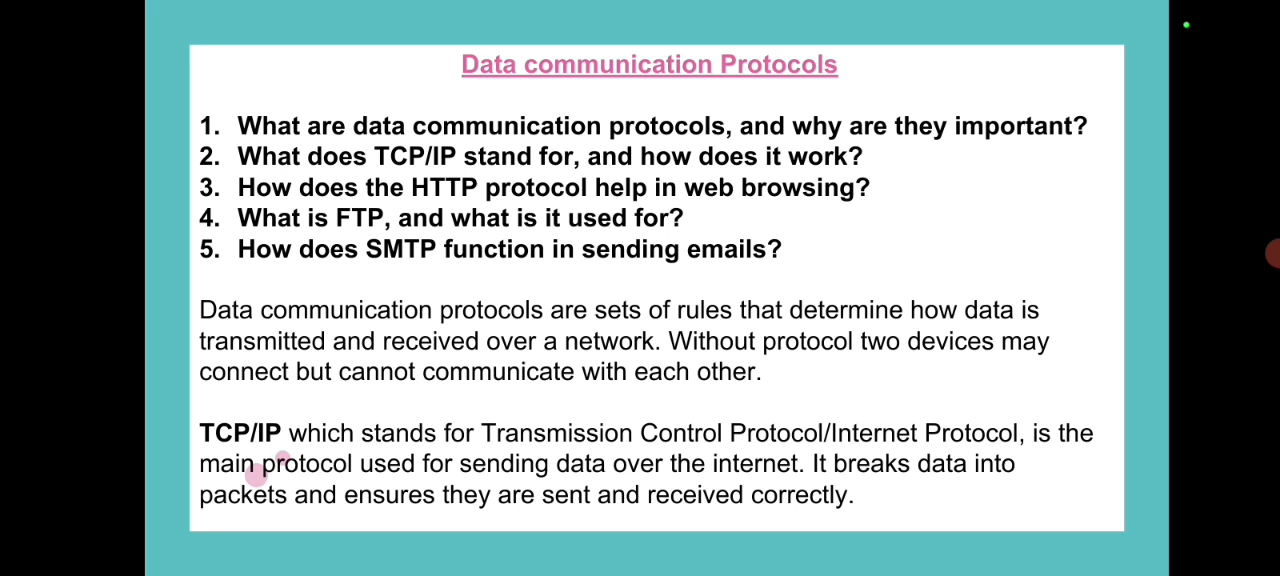 Data communication Protocols
1. What are data communication protocols, and why are they important?
2. What does TCP/IP stand for, and how does it work?
3. How does the HTTP protocol help in web browsing?
4. What is FTP, and what is it used for?
5. How does SMTP function in sending emails?
Data communication protocols are sets of rules that determine how data is
transmitted and received over a network. Without protocol two devices may
connect but cannot communicate with each other.
TCP/IP which stands for Transmission Control Protocol/Internet Protocol, is the
main protocol used for sending data over the internet. It breaks data into
packets and ensures they are sent and received correctly.